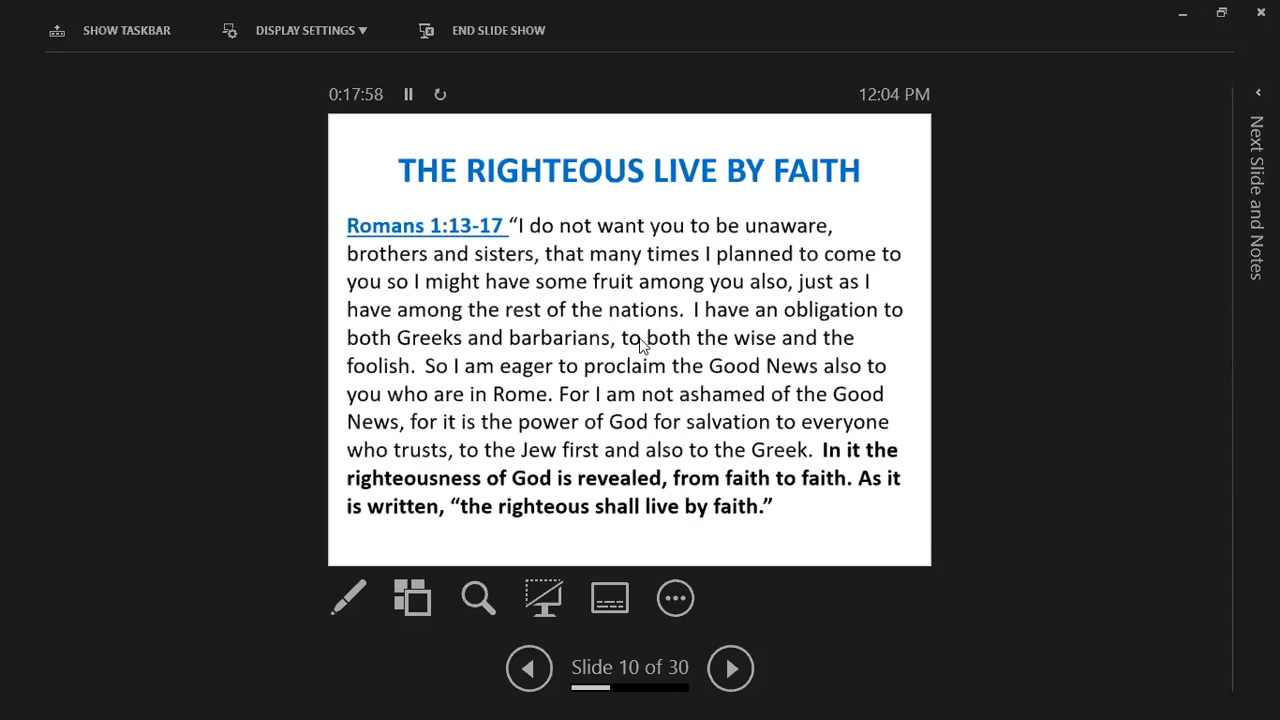 SHOW TASKBAR DISPLAY SETTINGS ▼ END SLIDE SHOW
0:17:58 12:04 PM
THE RIGHTEOUS LIVE BY FAITH
Romans 1:13-17 “I do not want you to be unaware,
brothers and sisters, that many times I planned to come to
you so I might have some fruit among you also, just as I
have among the rest of the nations.  I have an obligation to
both Greeks and barbarians, to both the wise and the
foolish.  So I am eager to proclaim the Good News also to
you who are in Rome. For I am not ashamed of the Good
News, for it is the power of God for salvation to everyone
who trusts, to the Jew first and also to the Greek.  In it the
righteousness of God is revealed, from faith to faith. As it
is written, “the righteous shall live by faith.”
Slide 10 of 30
Next Slide and Notes